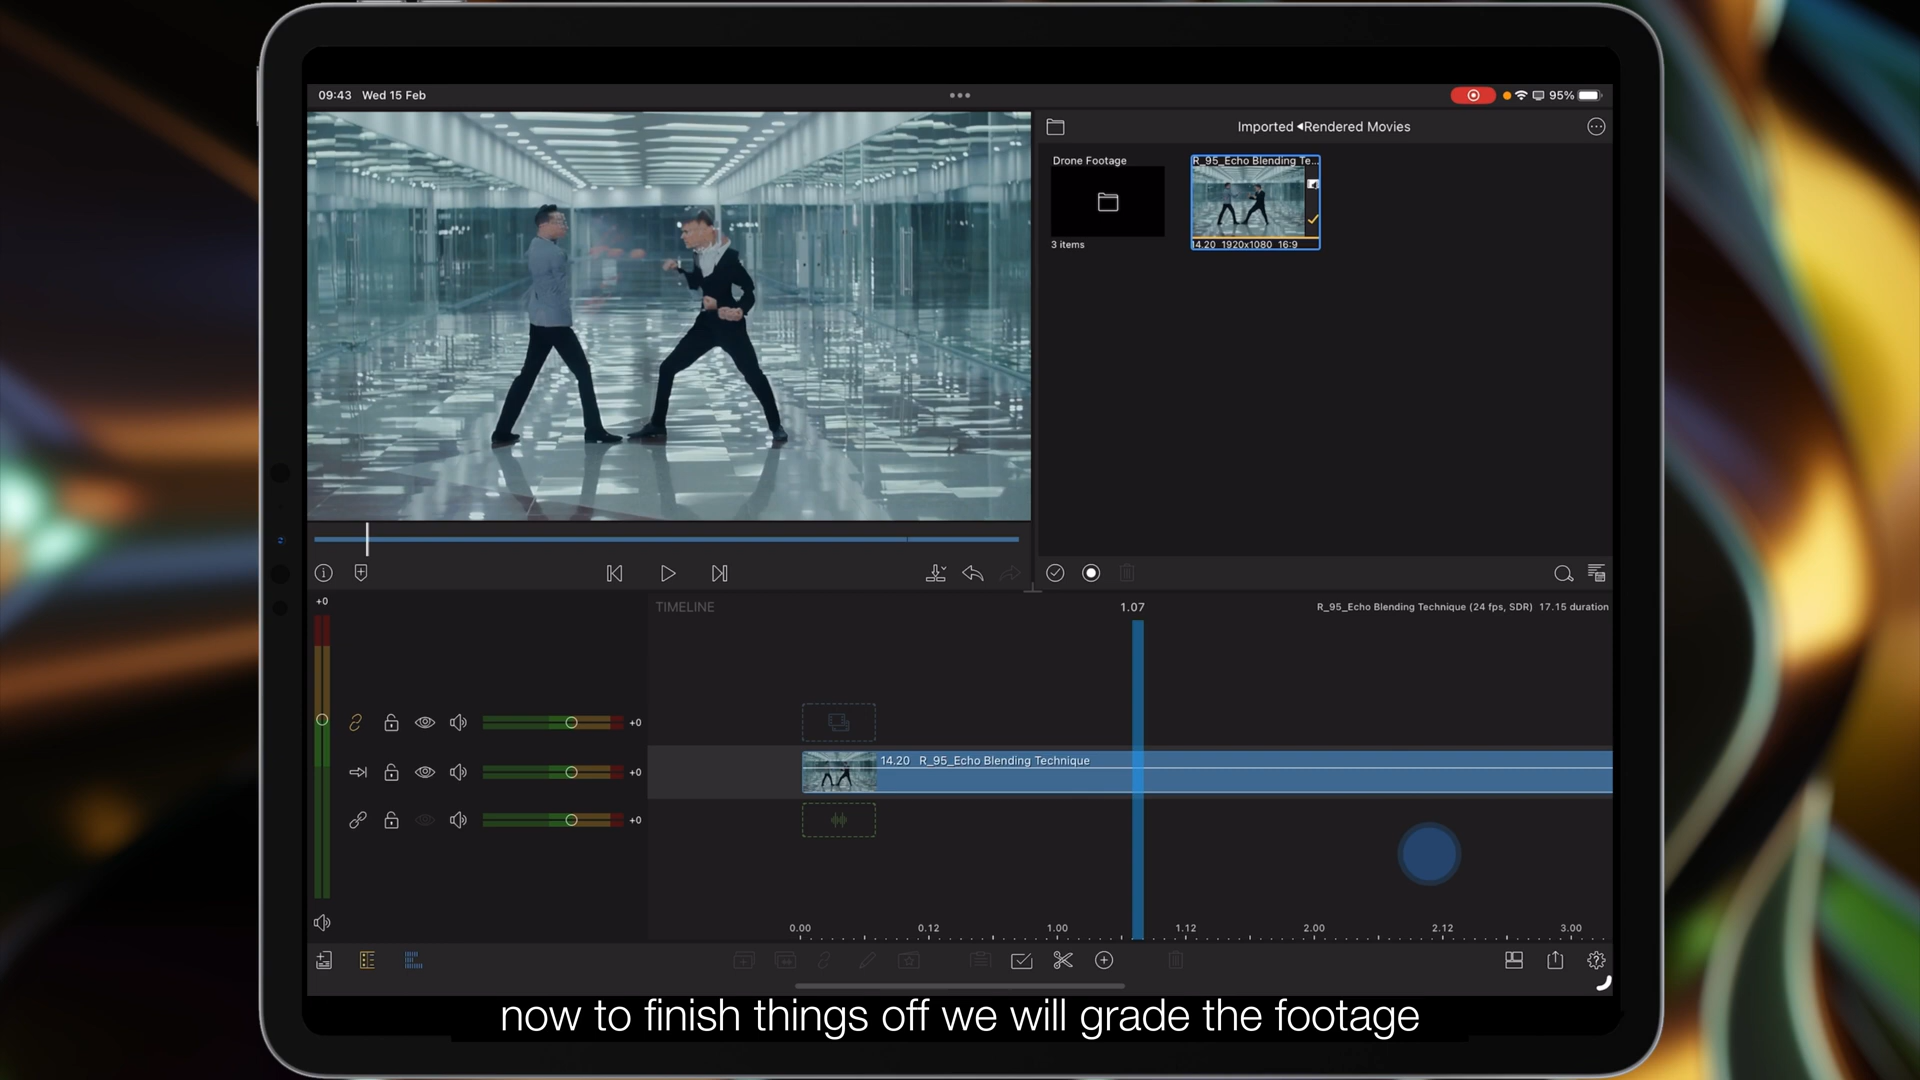 09:43 Wed 15 Feb
95%
Imported ◂Rendered Movies
Drone Footage
3 items
R_95_Echo Blending Te...
14.20 1920x1080 16:9
+0
TIMELINE
1.07
R_95_Echo Blending Technique (24 fps, SDR) 17.15 duration
+0
14.20 R_95_Echo Blending Technique
+0
+0
0.00 0.12 1.00 1.12 2.00 2.12 3.00
now to finish things off we will grade the footage